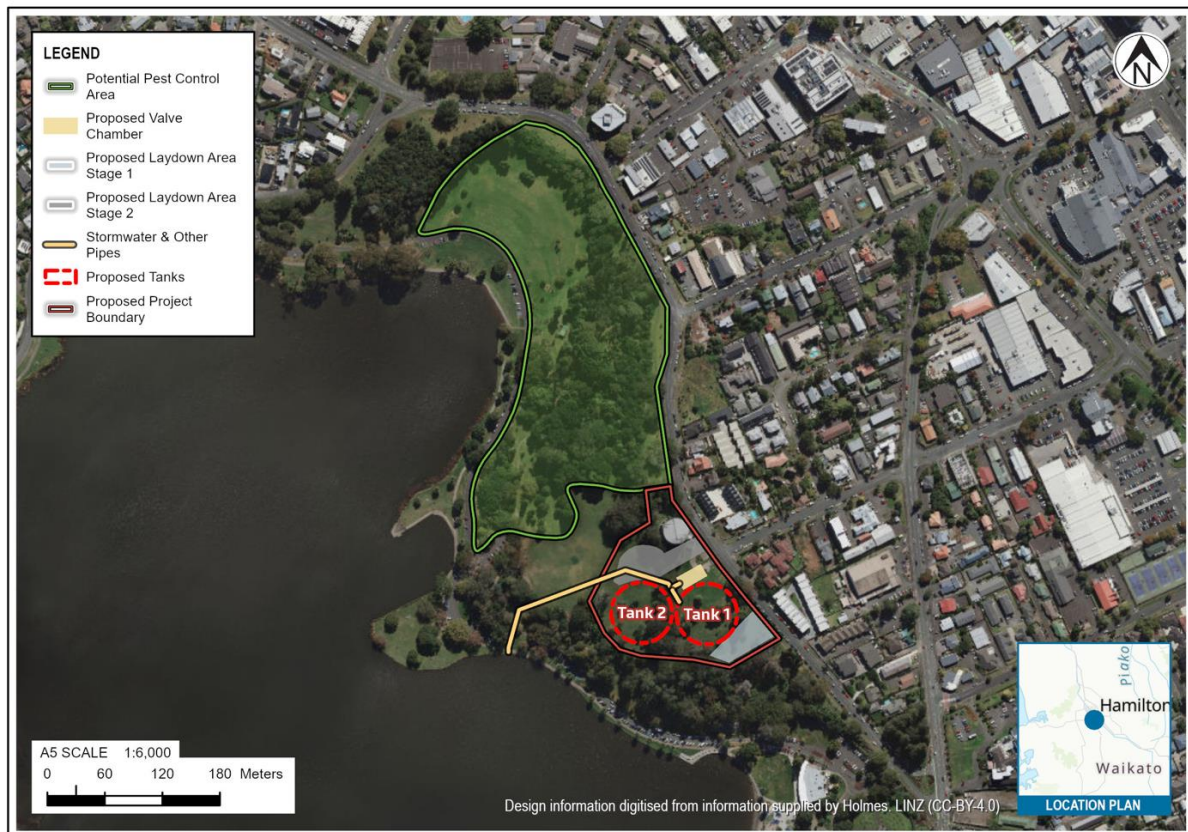 LEGEND
Potential Pest Control
Area
Proposed Valve
Chamber
Proposed Laydown Area
Stage 1
Proposed Laydown Area
Stage 2
Stormwater & Other
Pipes
Proposed Tanks
Proposed Project
Boundary
N
Tank 2
Tank 1
A5 SCALE 1:6,000
0 60 120 180 Meters
Design information digitised from information supplied by Holmes. LINZ (CC-BY-4.0)
Piako
Hamilton
Waikato
LOCATION PLAN